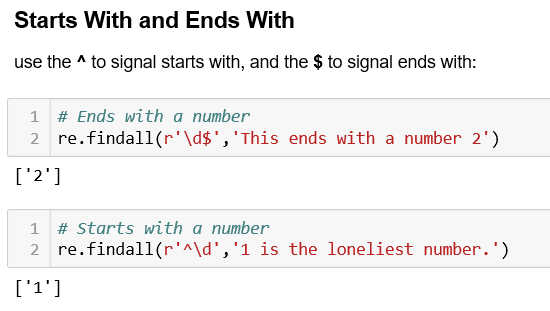 Starts With and Ends With
use the ^ to signal starts with, and the $ to signal ends with:
1 # Ends with a number
2 re.findall(r'\d$','This ends with a number 2')
['2']
1 # Starts with a number
2 re.findall(r'^\d','1 is the loneliest number.')
['1']